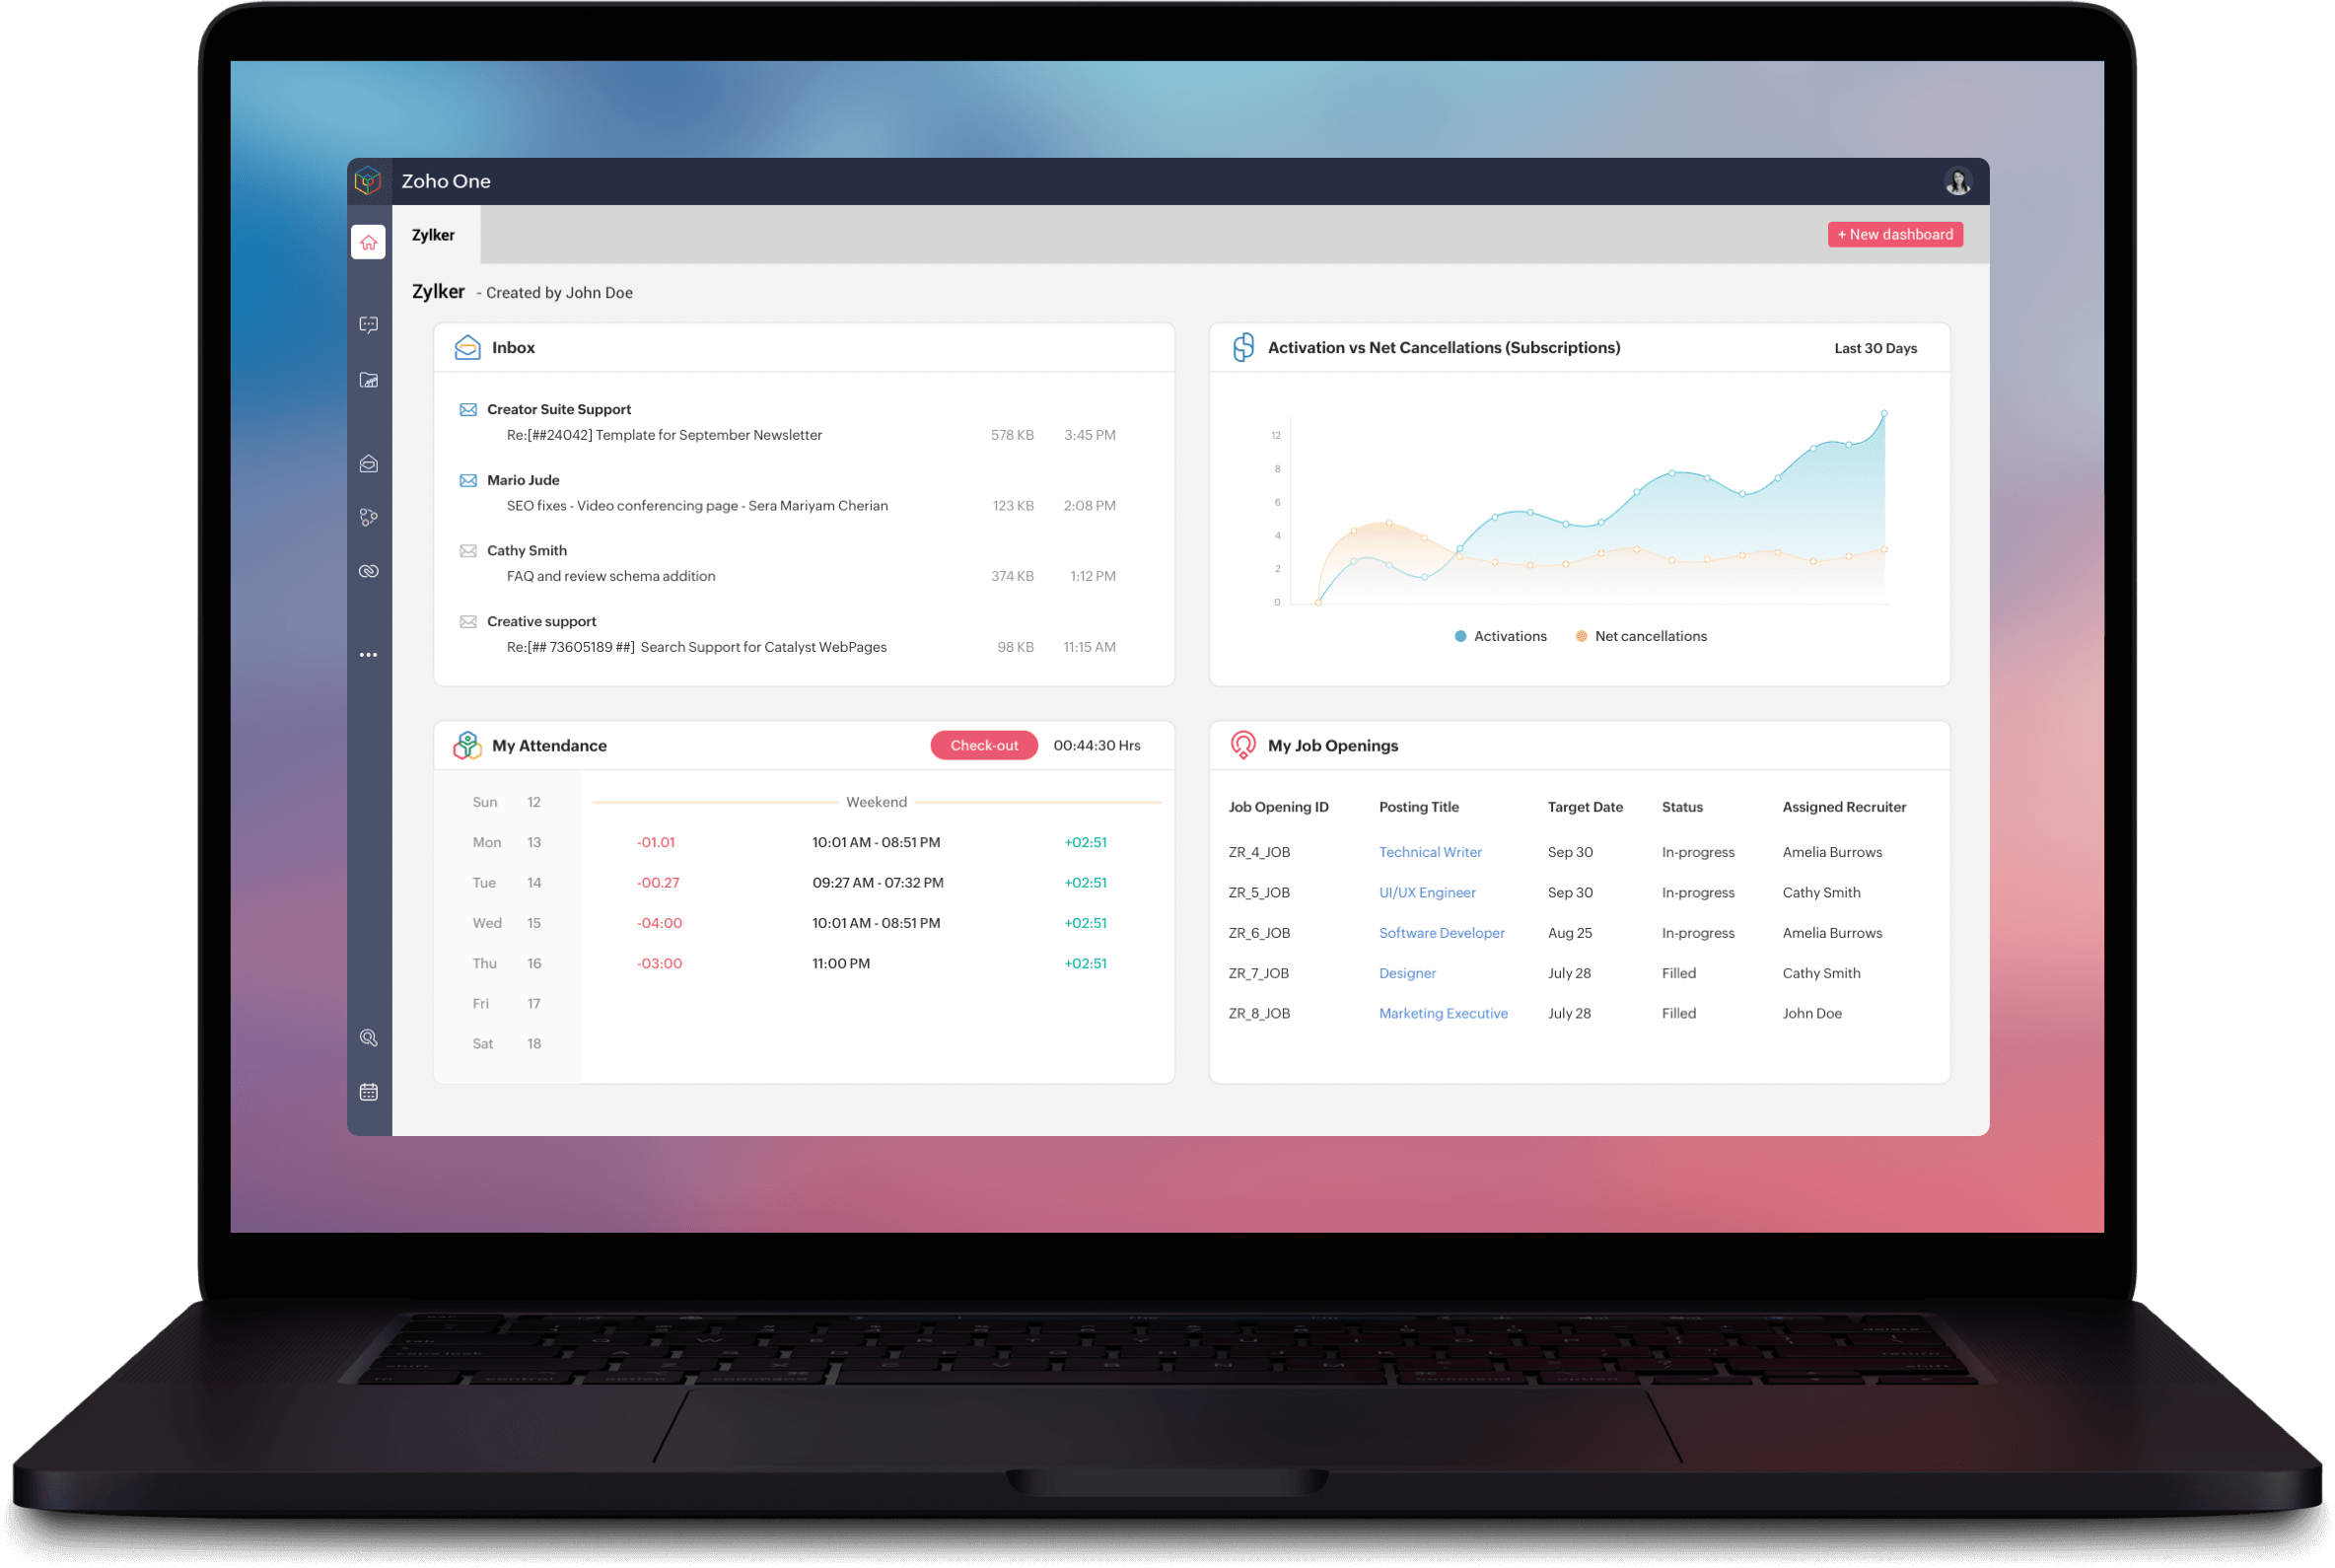 Zoho One
Zylker
+ New dashboard
Zylker - Created by John Doe
Inbox
Creator Suite Support
Re:[##24042] Template for September Newsletter 578 KB 3:45 PM
Mario Jude
SEO fixes - Video conferencing page - Sera Mariyam Cherian 123 KB 2:08 PM
Cathy Smith
FAQ and review schema addition 374 KB 1:12 PM
Creative support
Re:[## 73605189 ##] Search Support for Catalyst WebPages 98 KB 11:15 AM
Activation vs Net Cancellations (Subscriptions) Last 30 Days
12
8
6
4
2
0
Activations Net cancellations
My Attendance Check-out 00:44:30 Hrs
Sun 12 Weekend
Mon 13 -01.01 10:01 AM - 08:51 PM +02:51
Tue 14 -00.27 09:27 AM - 07:32 PM +02:51
Wed 15 -04:00 10:01 AM - 08:51 PM +02:51
Thu 16 -03:00 11:00 PM +02:51
Fri 17
Sat 18
My Job Openings
Job Opening ID Posting Title Target Date Status Assigned Recruiter
ZR_4_JOB Technical Writer Sep 30 In-progress Amelia Burrows
ZR_5_JOB UI/UX Engineer Sep 30 In-progress Cathy Smith
ZR_6_JOB Software Developer Aug 25 In-progress Amelia Burrows
ZR_7_JOB Designer July 28 Filled Cathy Smith
ZR_8_JOB Marketing Executive July 28 Filled John Doe